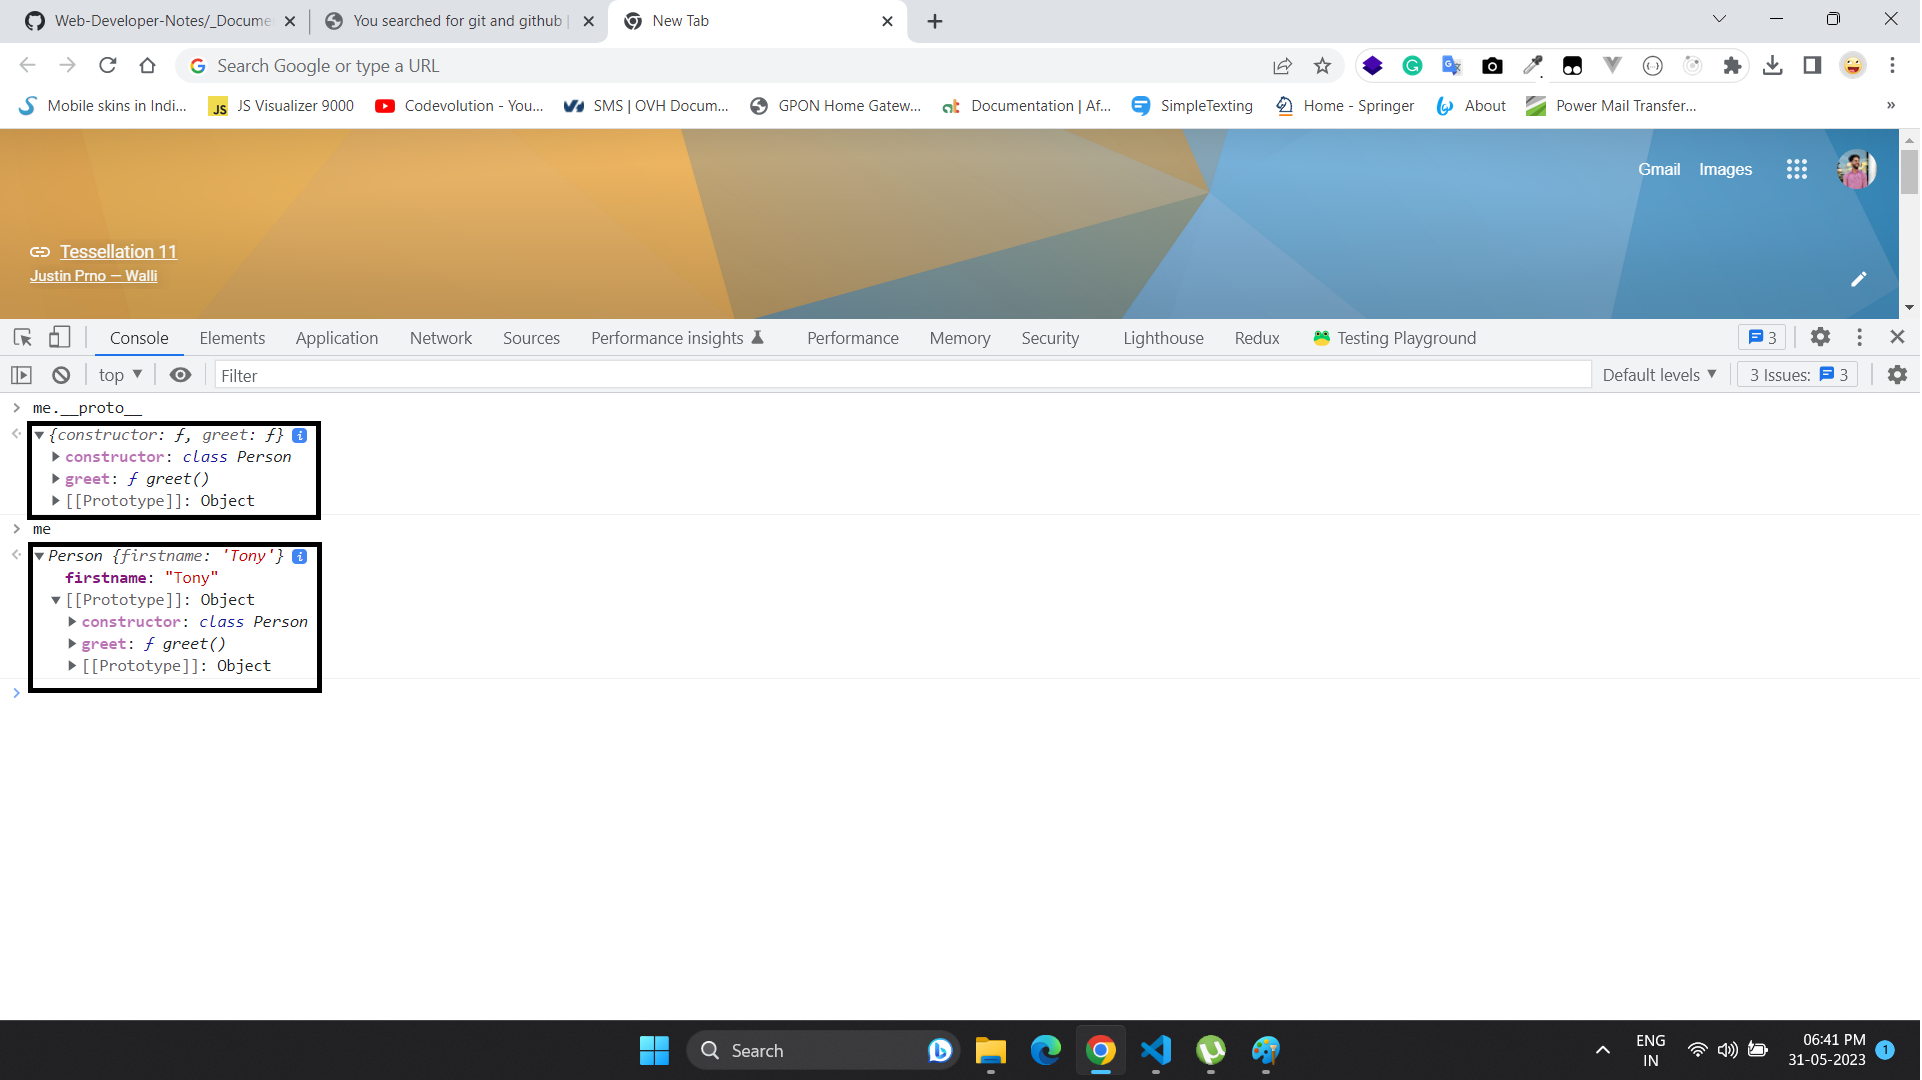 Web-Developer-Notes/_Docume
You searched for git and github |
New Tab
Search Google or type a URL
Mobile skins in Indi...
JS Visualizer 9000
Codevolution - You...
SMS | OVH Docum...
GPON Home Gatew...
Documentation | Af...
SimpleTexting
Home - Springer
About
Power Mail Transfer...
»
Gmail
Images
Tessellation 11
Justin Prno — Walli
Console
Elements
Application
Network
Sources
Performance insights
Performance
Memory
Security
Lighthouse
Redux
Testing Playground
3
top
Filter
Default levels
3 Issues: 3
me.__proto__
{constructor: ƒ, greet: ƒ} i
constructor: class Person
greet: ƒ greet()
[[Prototype]]: Object
me
Person {firstname: 'Tony'} i
firstname: "Tony"
[[Prototype]]: Object
constructor: class Person
greet: ƒ greet()
[[Prototype]]: Object
Search
ENG
IN
06:41 PM
31-05-2023
1